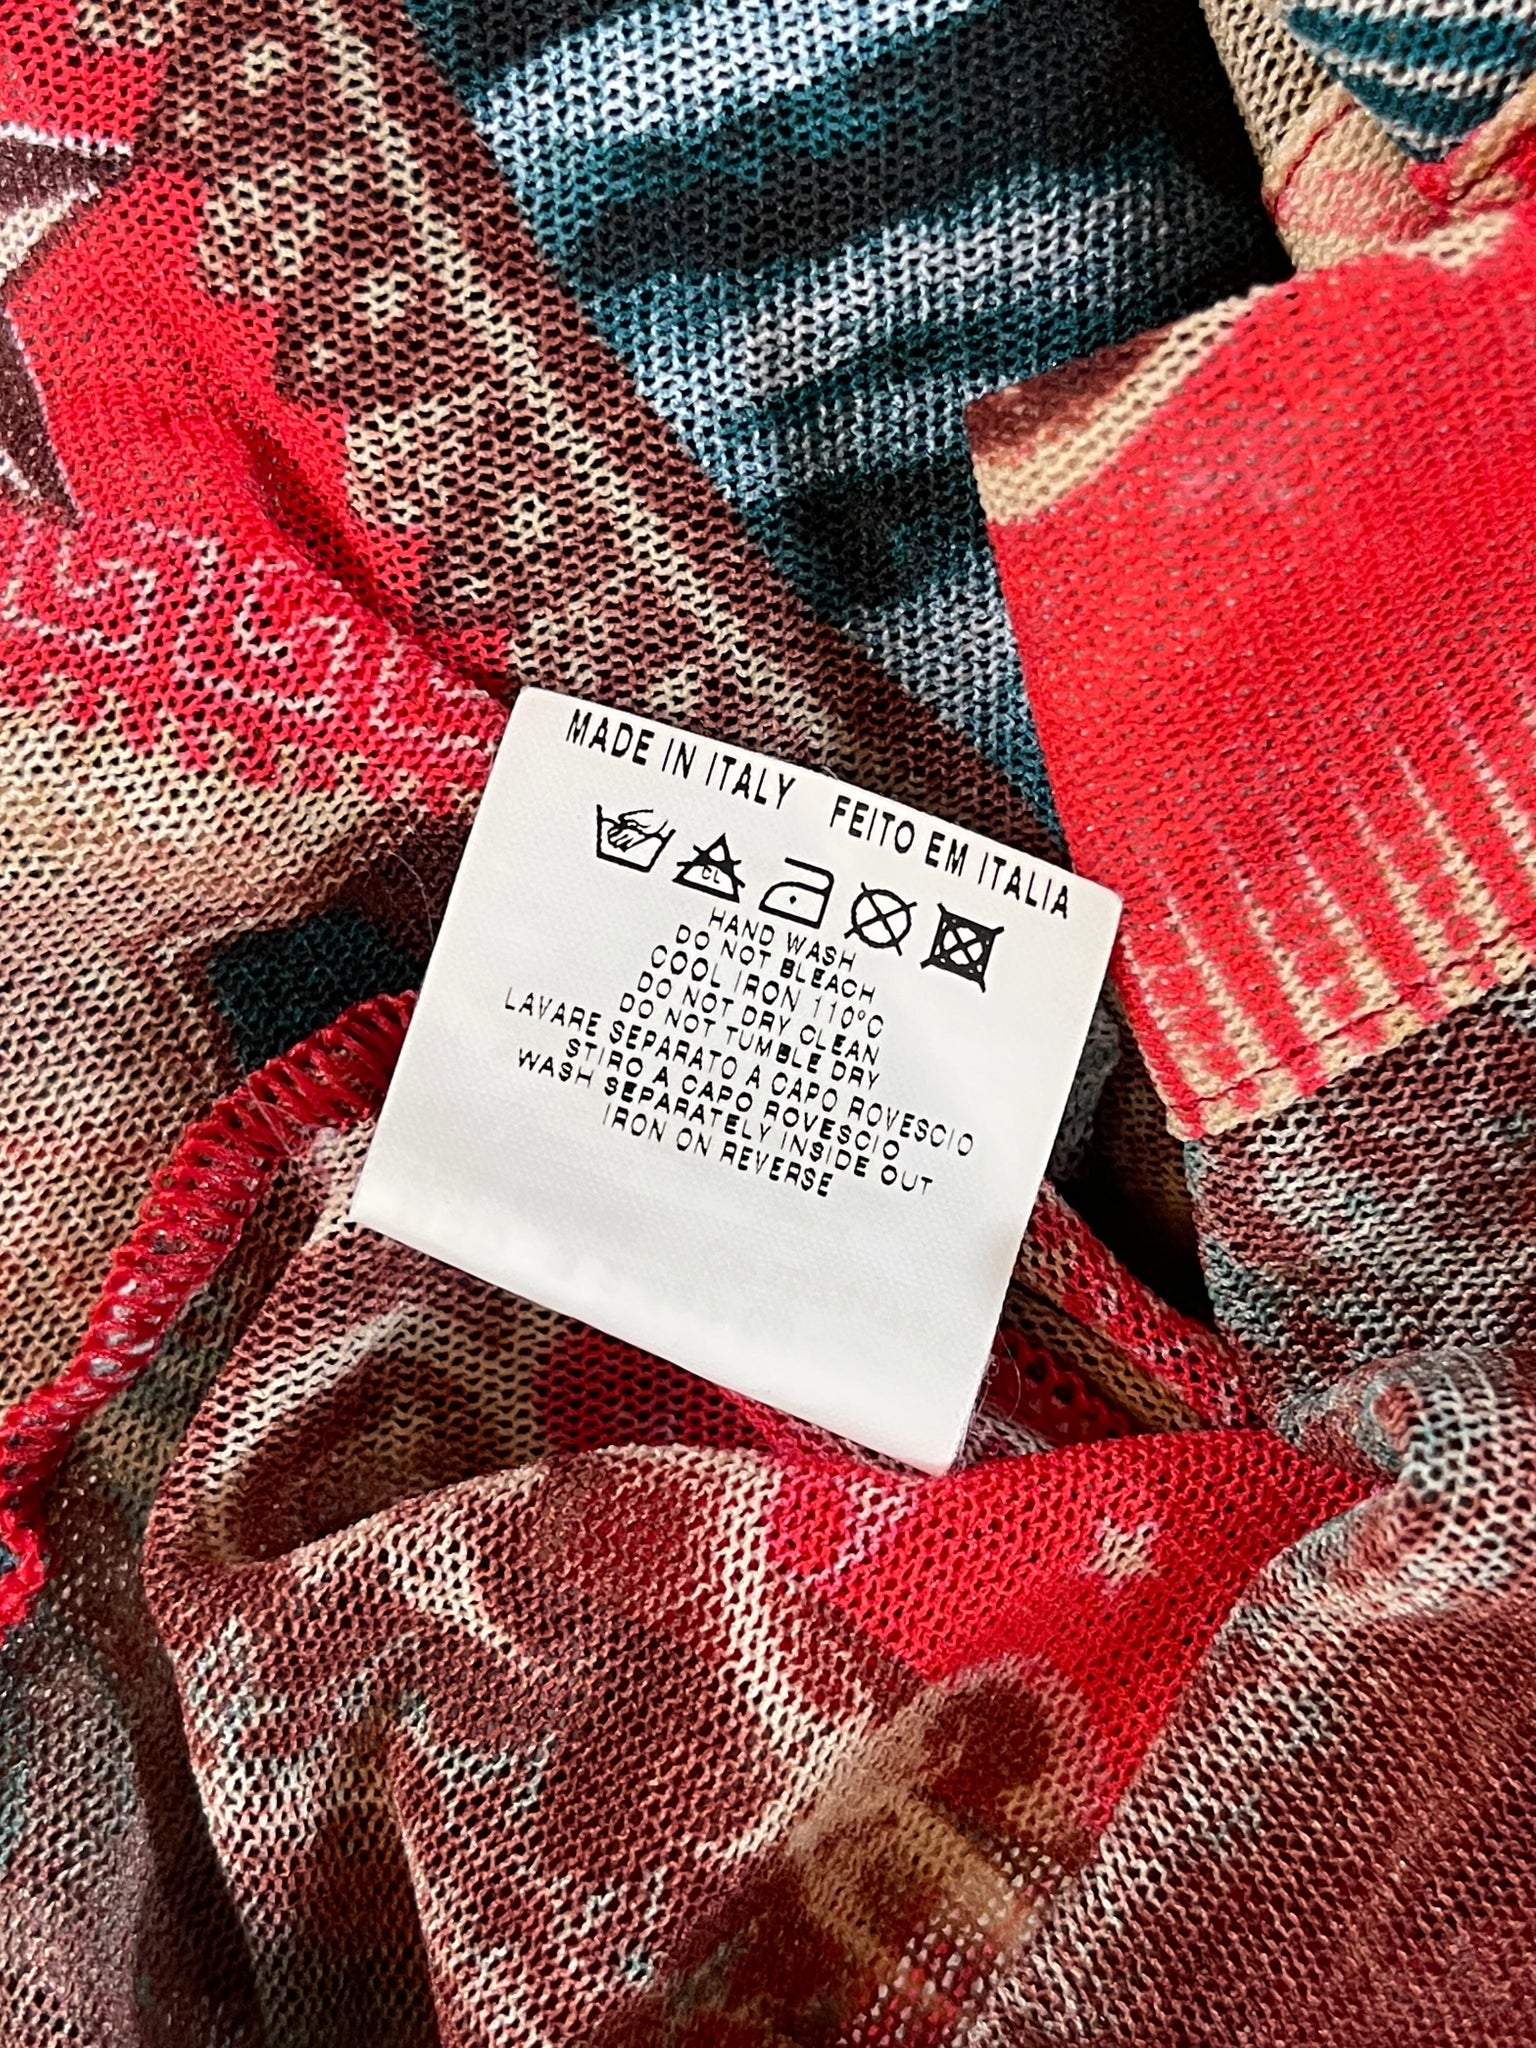 MADE IN ITALY FEITO EM ITALIA
CL
HAND WASH
DO NOT BLEACH
COOL IRON 110°C
DO NOT DRY CLEAN
DO NOT TUMBLE DRY
LAVARE SEPARATO A CAPO ROVESCIO
STIRO A CAPO ROVESCIO
WASH SEPARATELY INSIDE OUT
IRON ON REVERSE